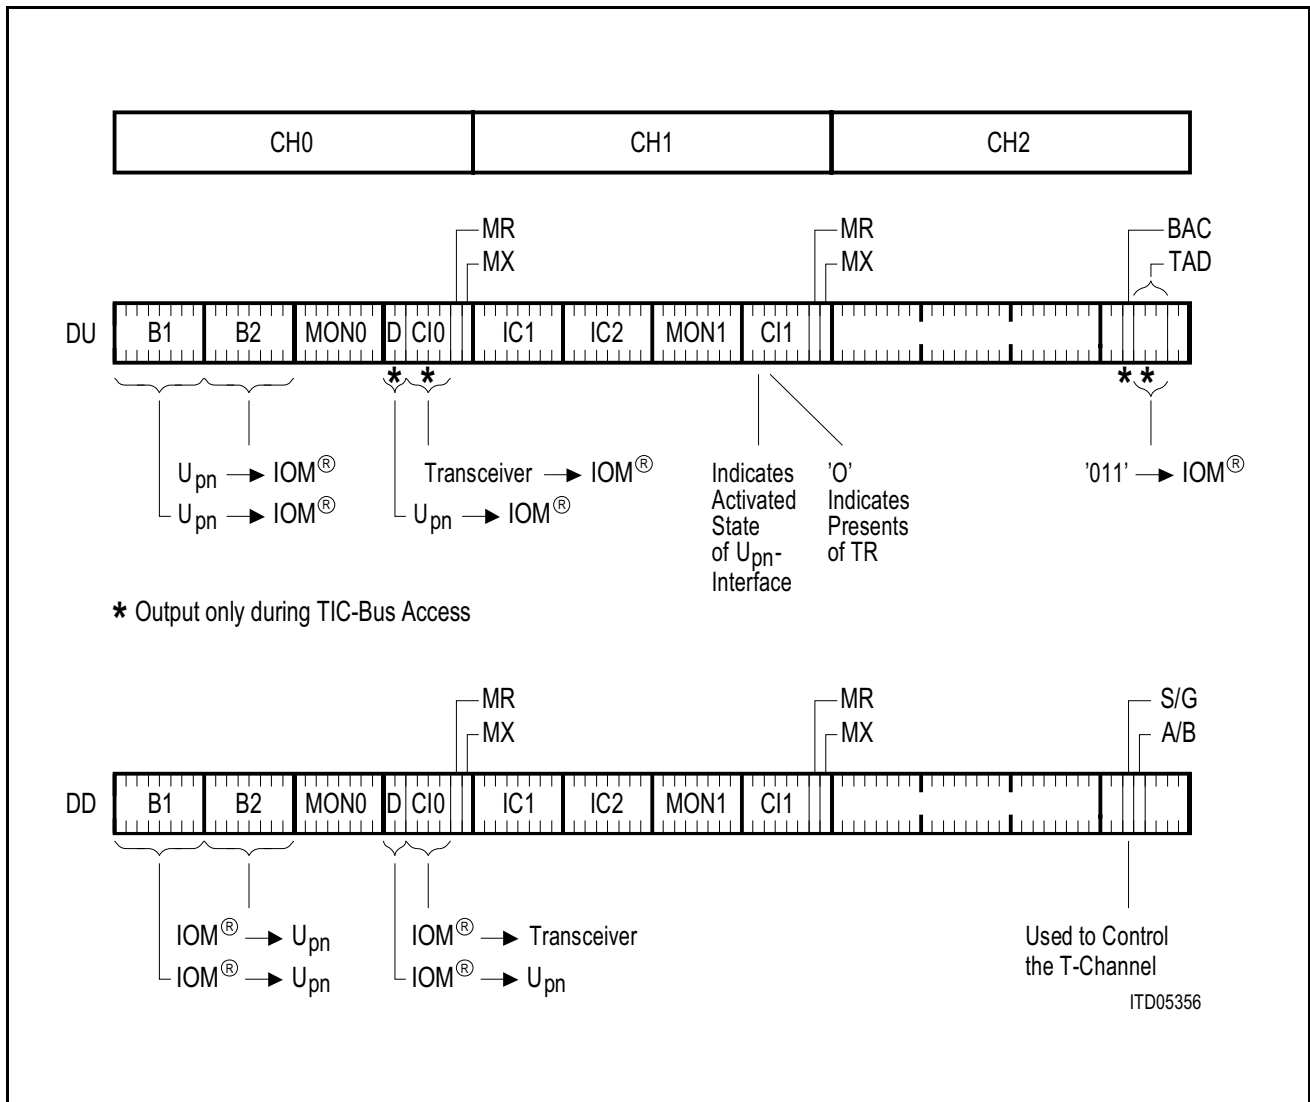 CH0 CH1 CH2
MR MR BAC
MX MX TAD
DU B1 B2 MON0 D CI0 IC1 IC2 MON1 CI1
* * * *
Upn → IOM® Transceiver → IOM® Indicates 'O' '011' → IOM®
Upn → IOM® Upn → IOM® Activated Indicates
State Presents
of Upn- of TR
Interface
* Output only during TIC-Bus Access
MR MR S/G
MX MX A/B
DD B1 B2 MON0 D CI0 IC1 IC2 MON1 CI1
IOM® → Upn IOM® → Transceiver Used to Control
IOM® → Upn IOM® → Upn the T-Channel
ITD05356